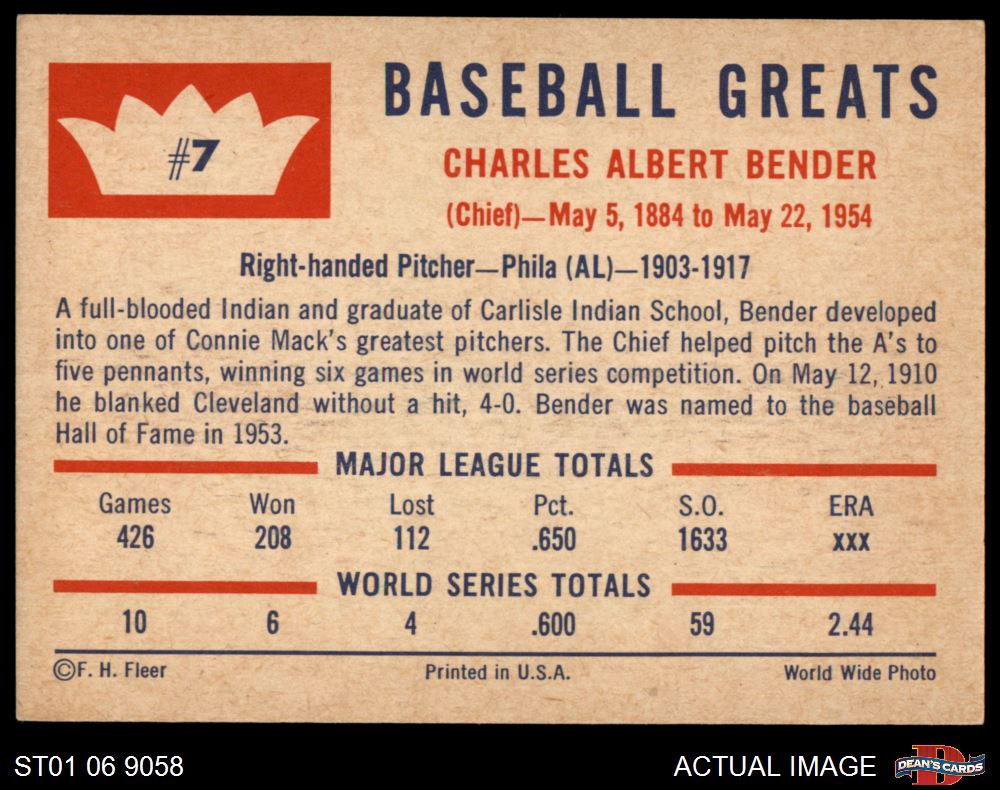 #7
BASEBALL GREATS
CHARLES ALBERT BENDER
(Chief)—May 5, 1884 to May 22, 1954
Right-handed Pitcher—Phila (AL)—1903-1917
A full-blooded Indian and graduate of Carlisle Indian School, Bender developed
into one of Connie Mack's greatest pitchers. The Chief helped pitch the A's to
five pennants, winning six games in world series competition. On May 12, 1910
he blanked Cleveland without a hit, 4-0. Bender was named to the baseball
Hall of Fame in 1953.
MAJOR LEAGUE TOTALS
Games Won Lost Pct. S.O. ERA
426 208 112 .650 1633 xxx
WORLD SERIES TOTALS
10 6 4 .600 59 2.44
©F. H. Fleer Printed in U.S.A. World Wide Photo
ST01 06 9058 ACTUAL IMAGE DEAN'S CARDS